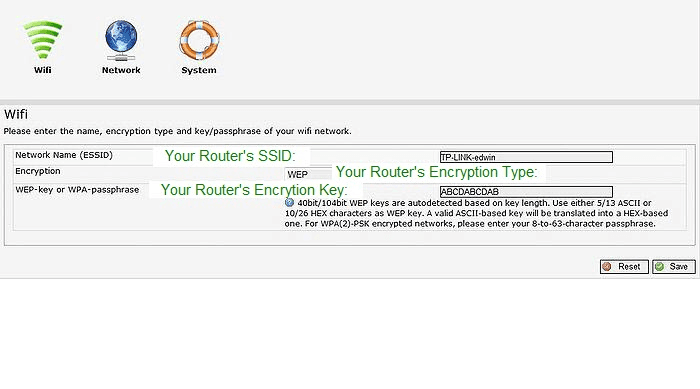 Wifi Network System
Wifi
Please enter the name, encryption type and key/passphrase of your wifi network.
Network Name (ESSID) Your Router's SSID: TP-LINK-edwin
Encryption WEP Your Router's Encryption Type:
WEP-key or WPA-passphrase Your Router's Encrytion Key: ABCDABCDAB
40bit/104bit WEP keys are autodetected based on key length. Use either 5/13 ASCII or
10/26 HEX characters as WEP key. A valid ASCII-based key will be translated into a HEX-based
one. For WPA(2)-PSK encrypted networks, please enter your 8-to-63-character passphrase.
Reset Save